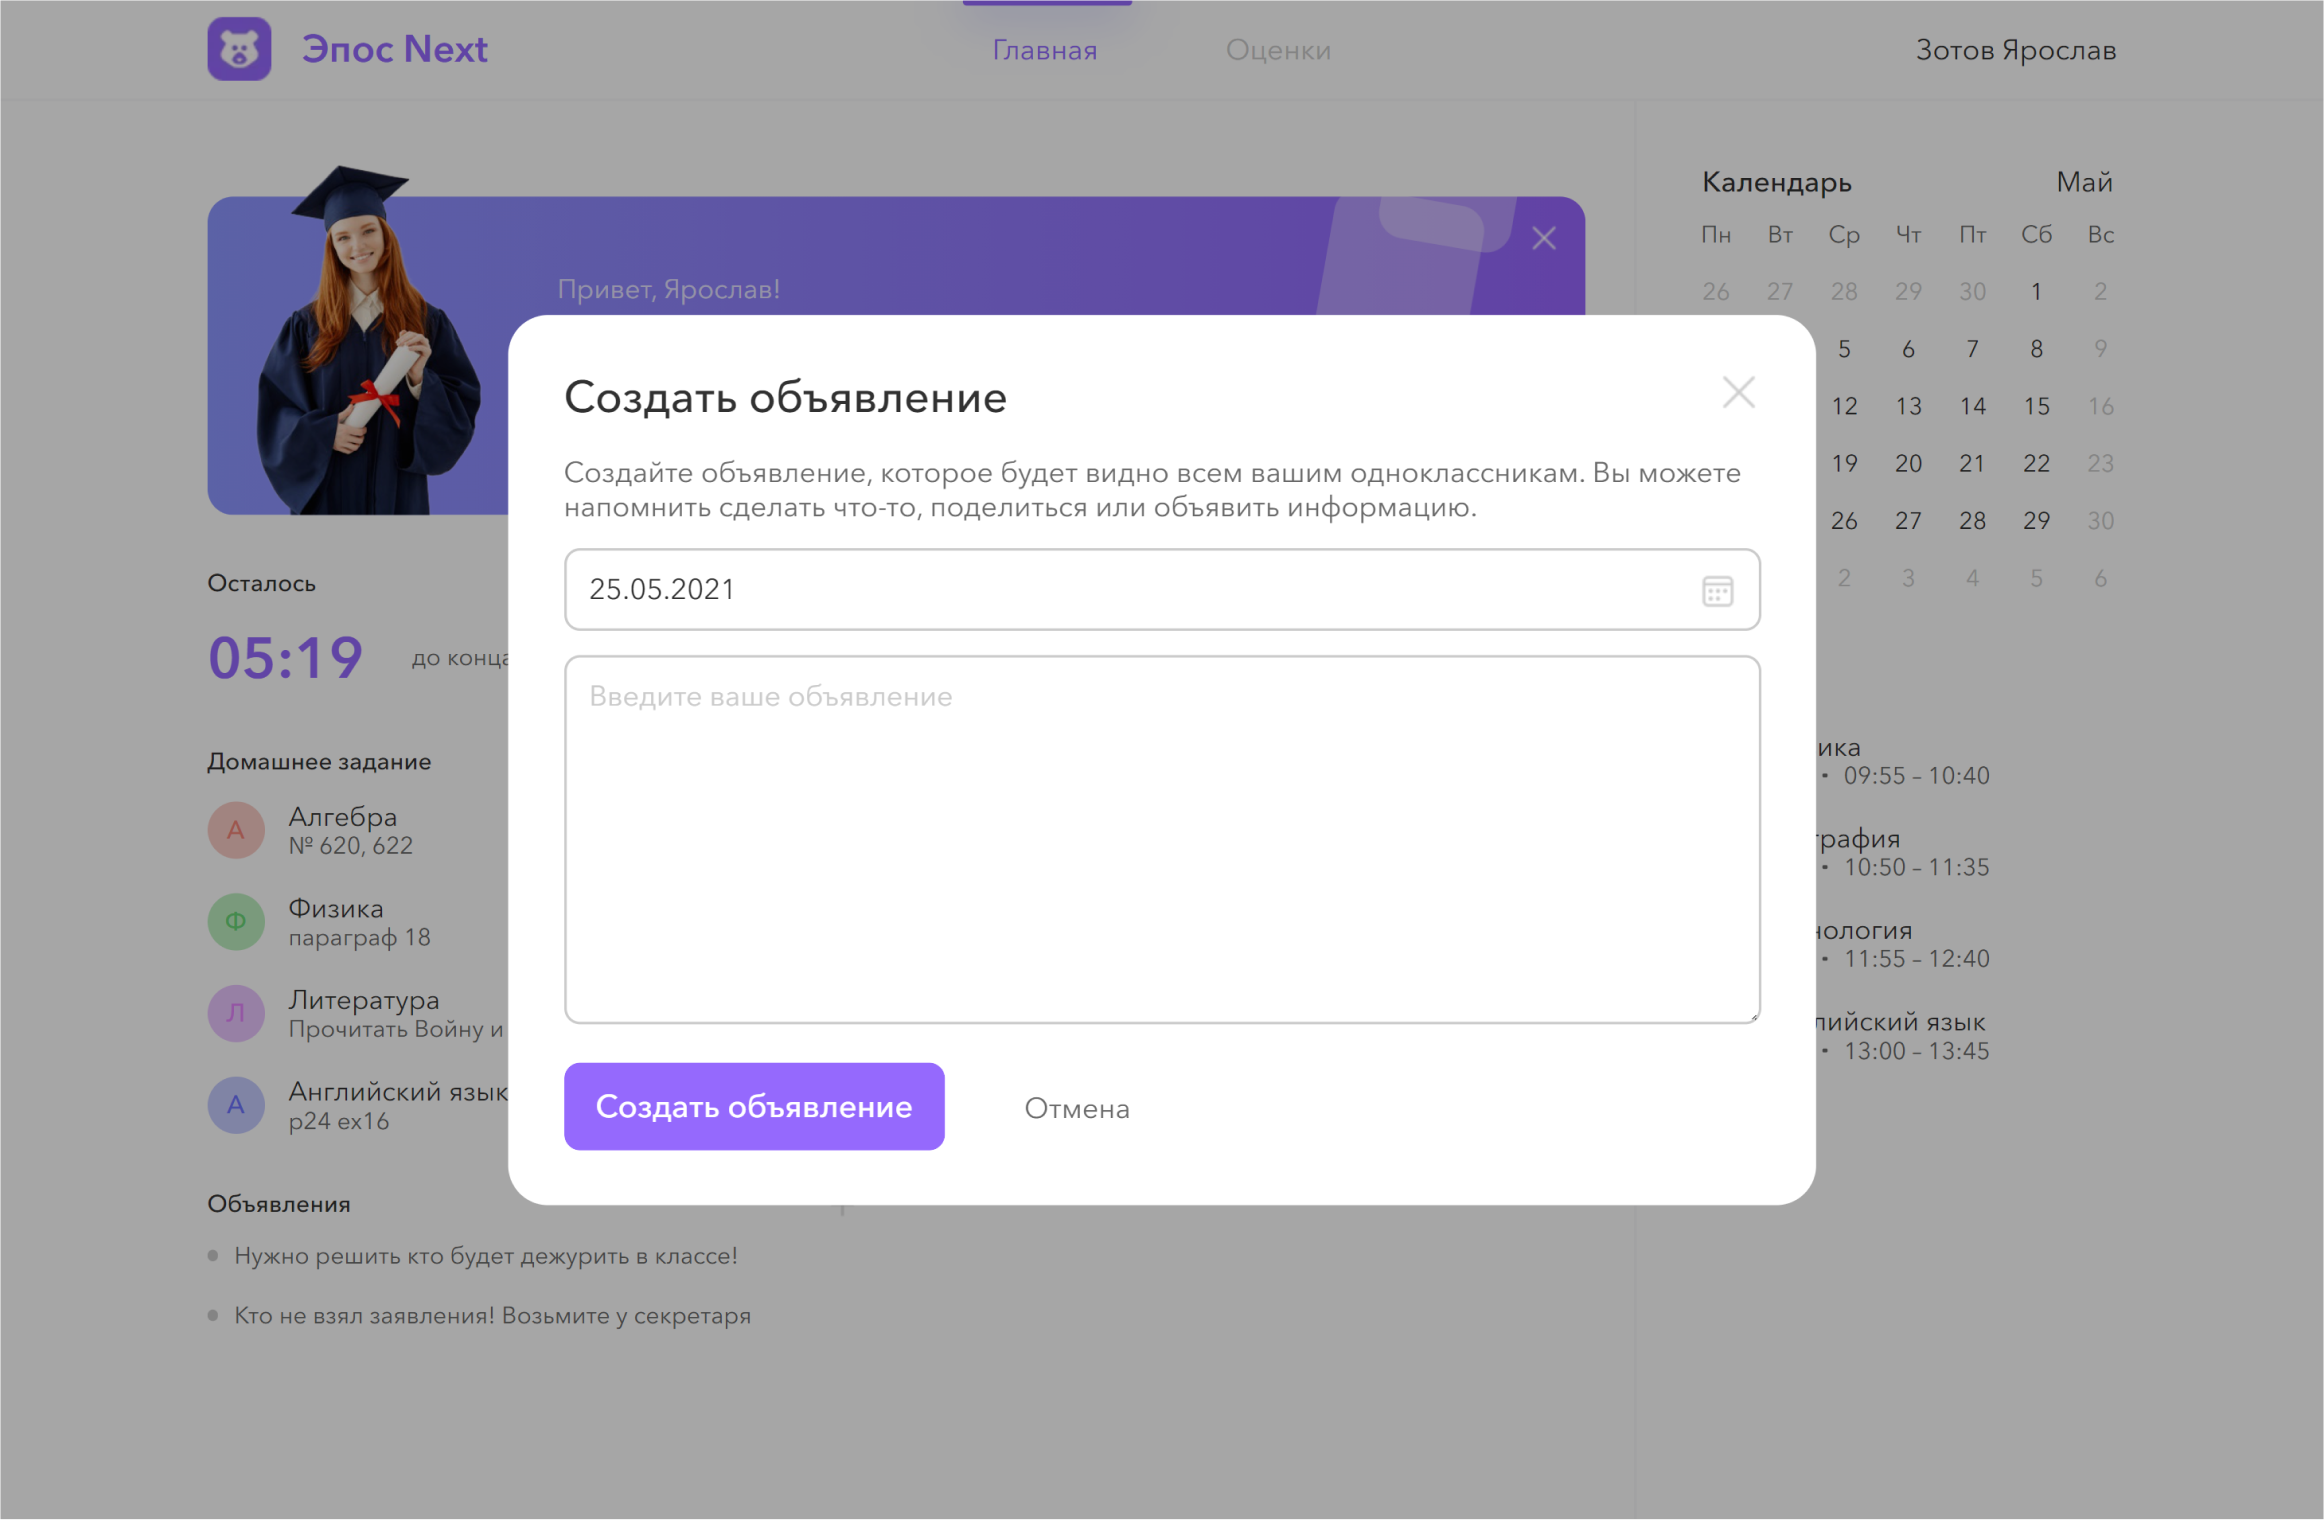 Эпос Next
Главная
Оценки
Зотов Ярослав
Привет, Ярослав!
Календарь
Май
Пн Вт Ср Чт Пт Сб Вс
26 27 28 29 30 1 2
5 6 7 8 9
12 13 14 15 16
19 20 21 22 23
26 27 28 29 30
2 3 4 5 6
Создать объявление
Создайте объявление, которое будет видно всем вашим одноклассникам. Вы можете
напомнить сделать что-то, поделиться или объявить информацию.
25.05.2021
Введите ваше объявление
Создать объявление
Отмена
Осталось
05:19
до конца
Домашнее задание
А
Алгебра
№ 620, 622
Ф
Физика
параграф 18
Л
Литература
Прочитать Войну и
А
Английский язык
p24 ex16
Объявления
Нужно решить кто будет дежурить в классе!
Кто не взял заявления! Возьмите у секретаря
ика
• 09:55 – 10:40
графия
• 10:50 – 11:35
нология
• 11:55 – 12:40
лийский язык
• 13:00 – 13:45